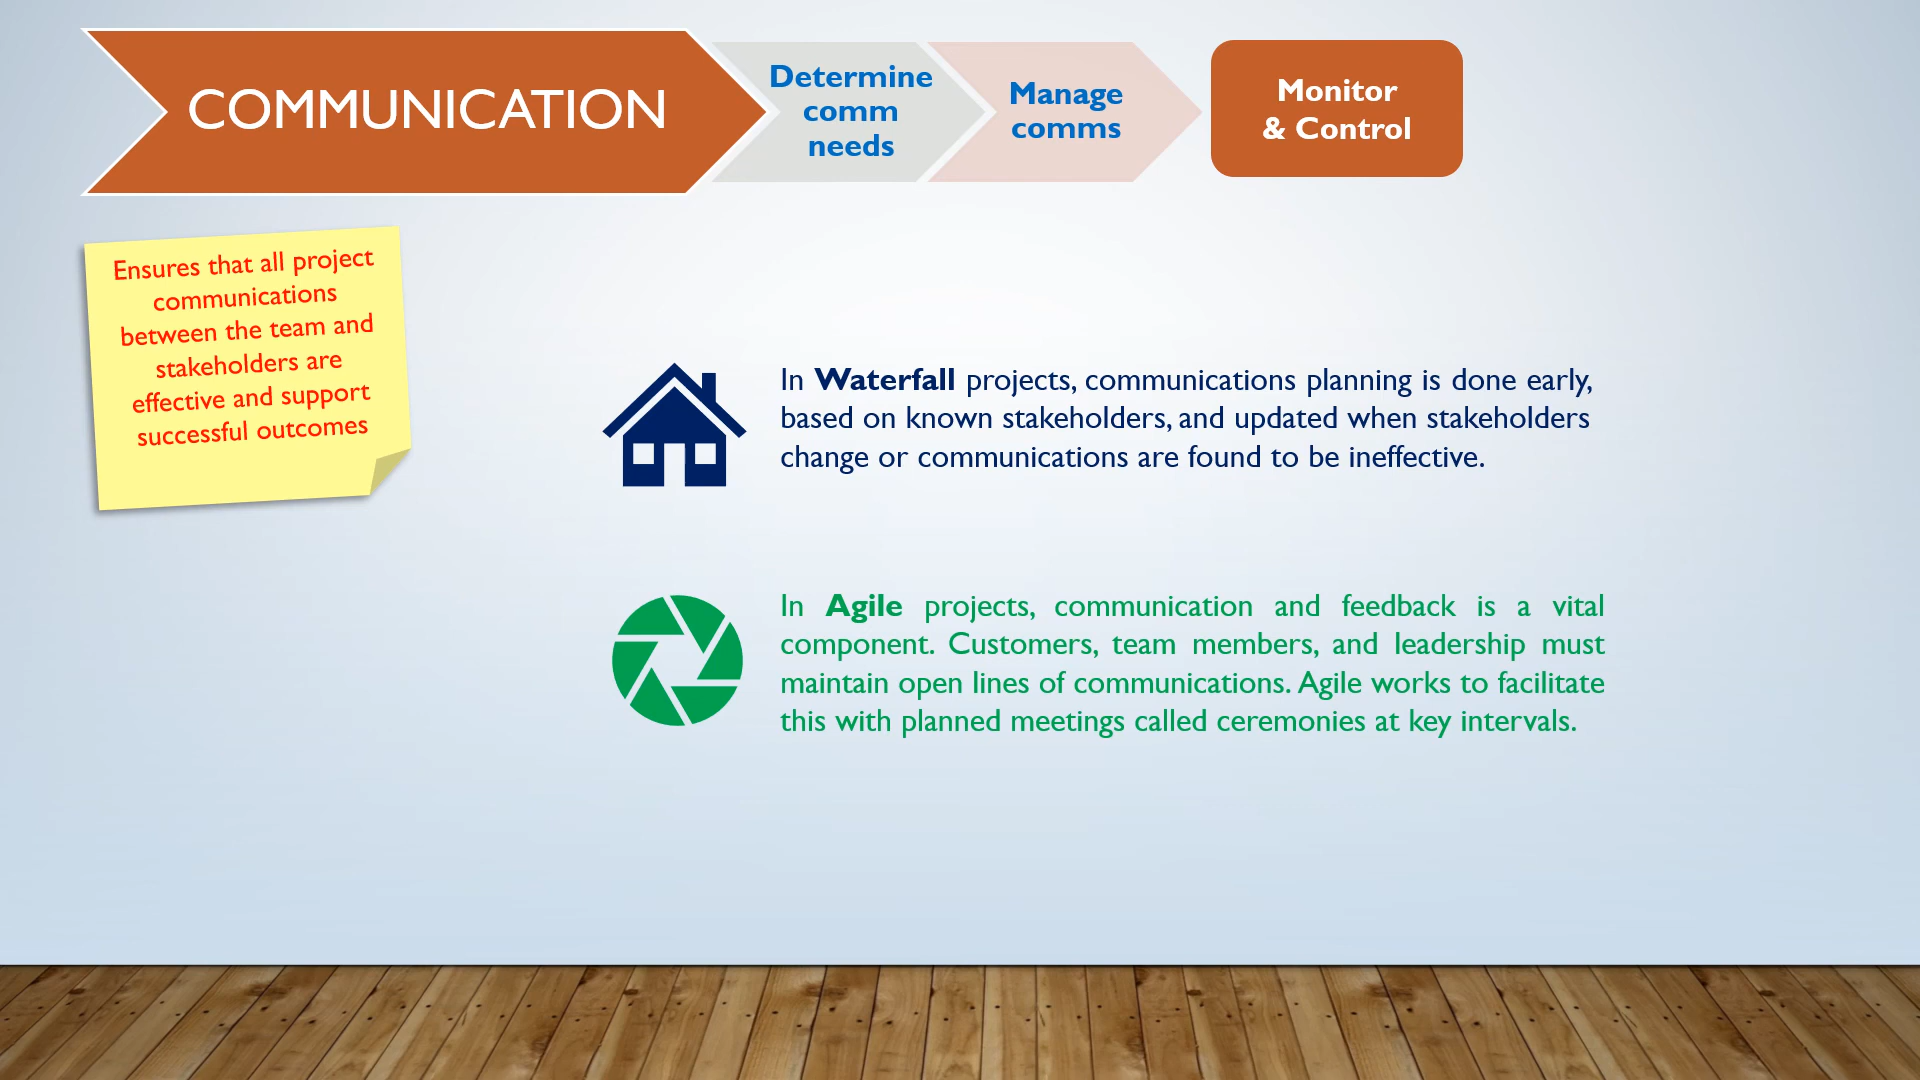 COMMUNICATION
Determine
comm
needs
Manage
comms
Monitor
& Control
Ensures that all project
communications
between the team and
stakeholders are
effective and support
successful outcomes
In Waterfall projects, communications planning is done early,
based on known stakeholders, and updated when stakeholders
change or communications are found to be ineffective.
In Agile projects, communication and feedback is a vital
component. Customers, team members, and leadership must
maintain open lines of communications. Agile works to facilitate
this with planned meetings called ceremonies at key intervals.